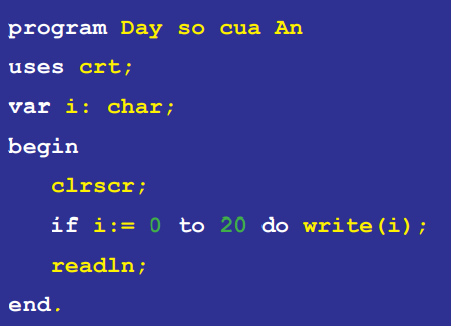 program Day so cua An
uses crt;
var i: char;
begin
clrscr;
if i:= 0 to 20 do write(i);
readln;
end.